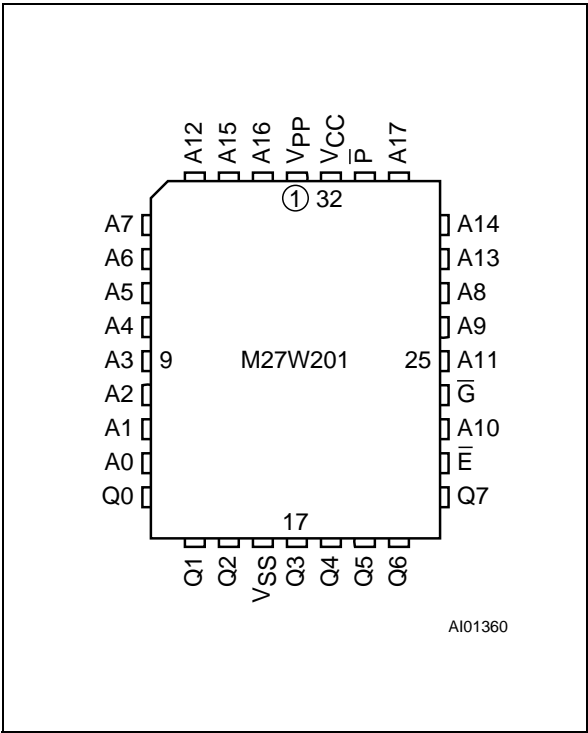 A12 A15 A16 VPP VCC P̅ A17
① 32
A7 A14
A6 A13
A5 A8
A4 A9
A3 9 M27W201 25 A11
A2 G̅
A1 A10
A0 E̅
Q0 Q7
17
Q1 Q2 VSS Q3 Q4 Q5 Q6
AI01360